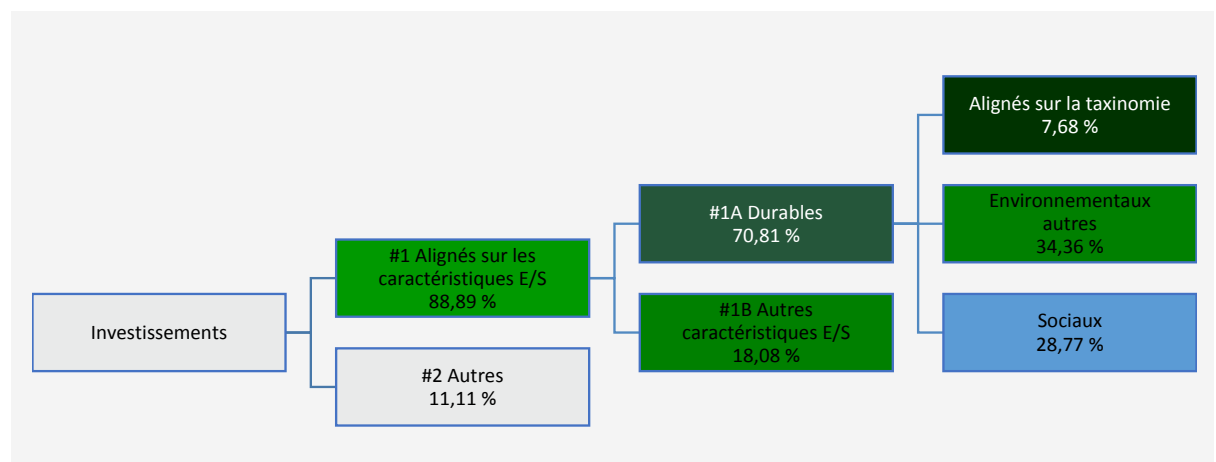 Investissements
#1 Alignés sur les
caractéristiques E/S
88,89 %
#2 Autres
11,11 %
#1A Durables
70,81 %
#1B Autres
caractéristiques E/S
18,08 %
Alignés sur la taxinomie
7,68 %
Environnementaux
autres
34,36 %
Sociaux
28,77 %